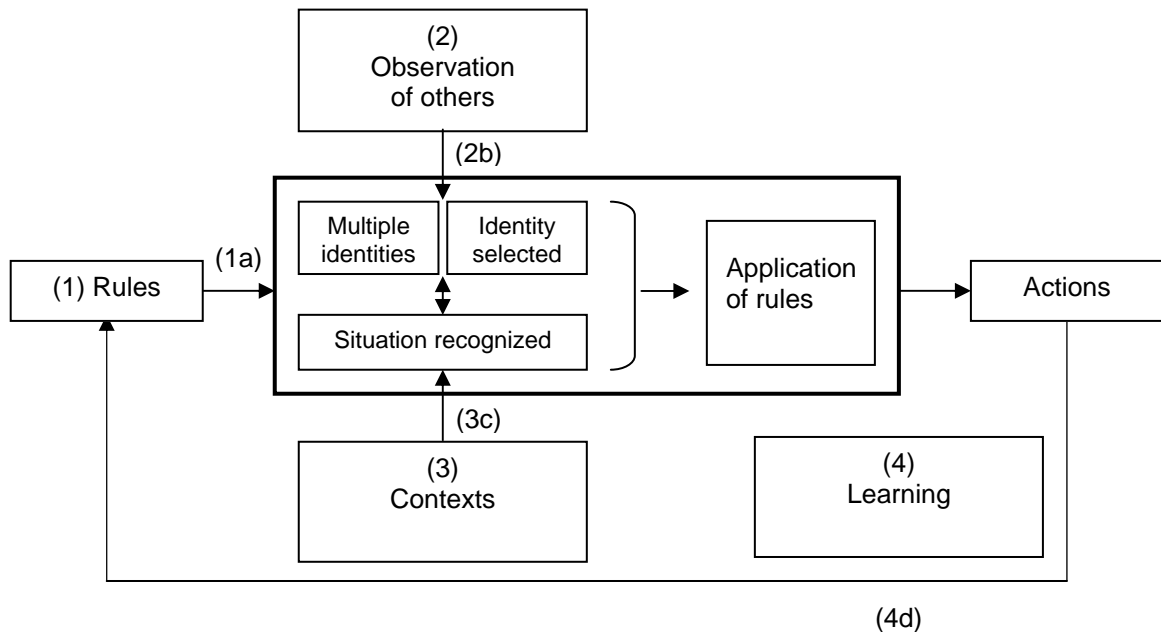 (2)
Observation
of others
(2b)
Multiple
identities
Identity
selected
(1a)
(1) Rules
Application
of rules
Actions
Situation recognized
(3c)
(3)
Contexts
(4)
Learning
(4d)